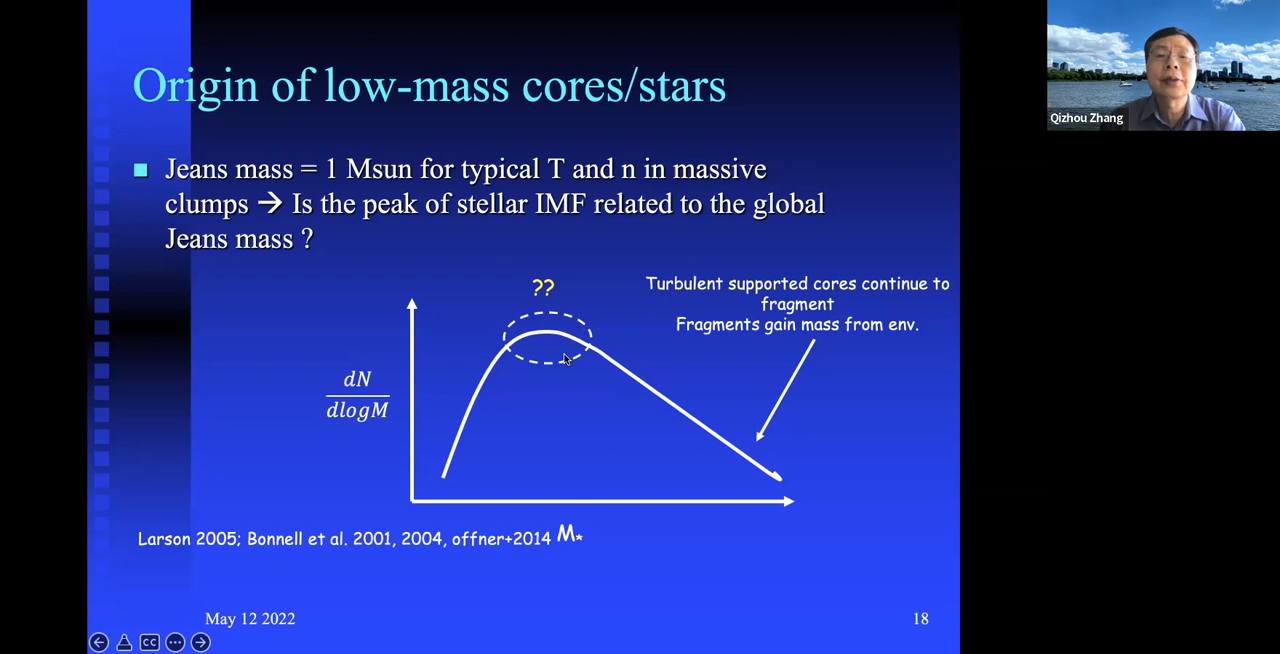 Origin of low-mass cores/stars
Jeans mass = 1 Msun for typical T and n in massive
clumps → Is the peak of stellar IMF related to the global
Jeans mass ?
??
Turbulent supported cores continue to
fragment
Fragments gain mass from env.
dN
dlogM
Larson 2005; Bonnell et al. 2001, 2004, offner+2014
M*
May 12 2022
18
CC
Qizhou Zhang